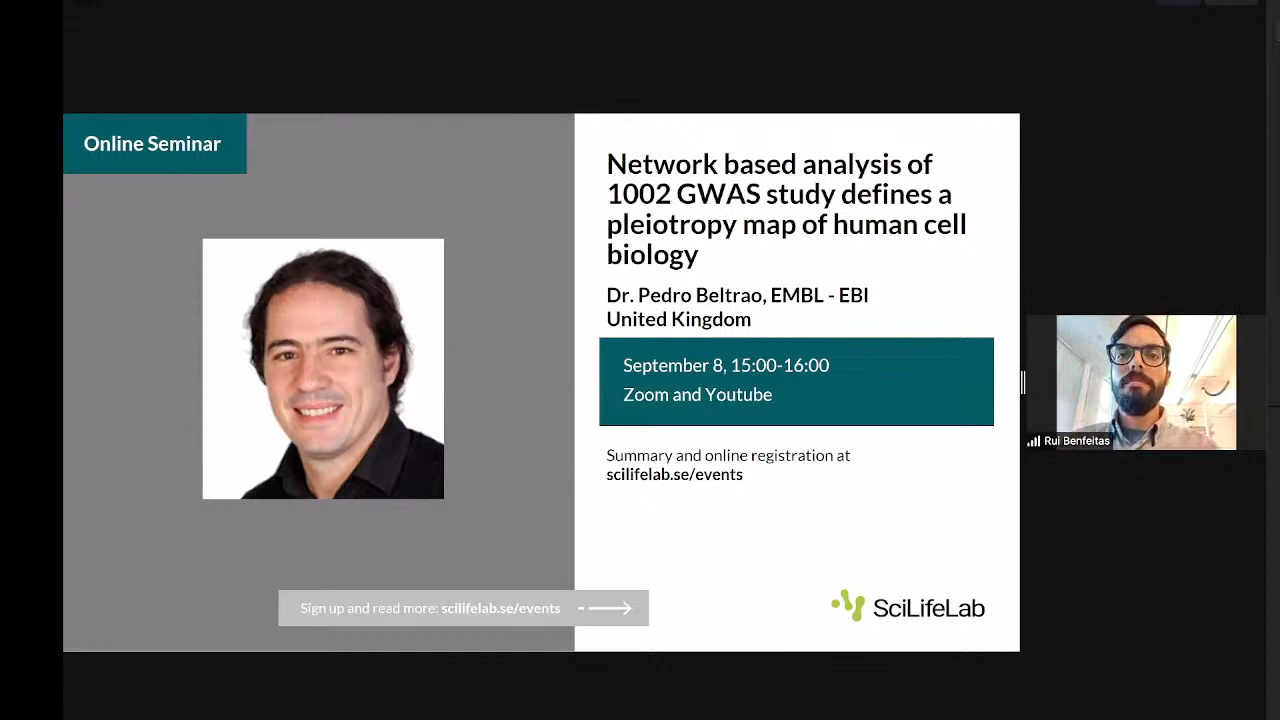 Online Seminar
Network based analysis of
1002 GWAS study defines a
pleiotropy map of human cell
biology
Dr. Pedro Beltrao, EMBL - EBI
United Kingdom
September 8, 15:00-16:00
Zoom and Youtube
Summary and online registration at
scilifelab.se/events
Sign up and read more: scilifelab.se/events
SciLifeLab
Rui Benfeitas